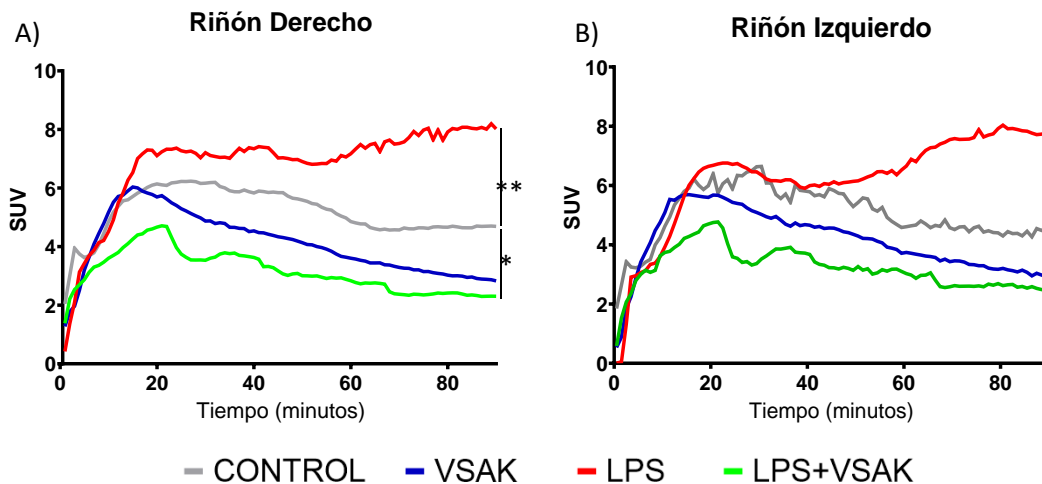 A)
Riñón Derecho
10
8
6
4
2
0
SUV
0
20
40
60
80
Tiempo (minutos)
**
*
B)
Riñón Izquierdo
10
8
6
4
2
0
SUV
0
20
40
60
80
Tiempo (minutos)
CONTROL
VSAK
LPS
LPS+VSAK